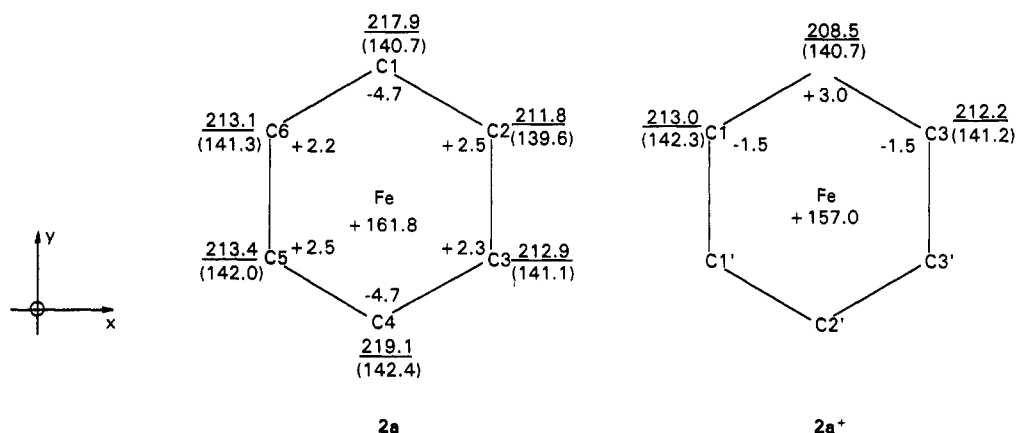 217.9
(140.7)
C1
-4.7
213.1
(141.3)
C6
+2.2
+2.5
C2
211.8
(139.6)
Fe
+161.8
213.4
(142.0)
C5
+2.5
+2.3
C3
212.9
(141.1)
-4.7
C4
219.1
(142.4)
2a
y
x
208.5
(140.7)
+3.0
213.0
(142.3)
C1
-1.5
-1.5
C3
212.2
(141.2)
Fe
+157.0
C1'
C3'
C2'
2a+